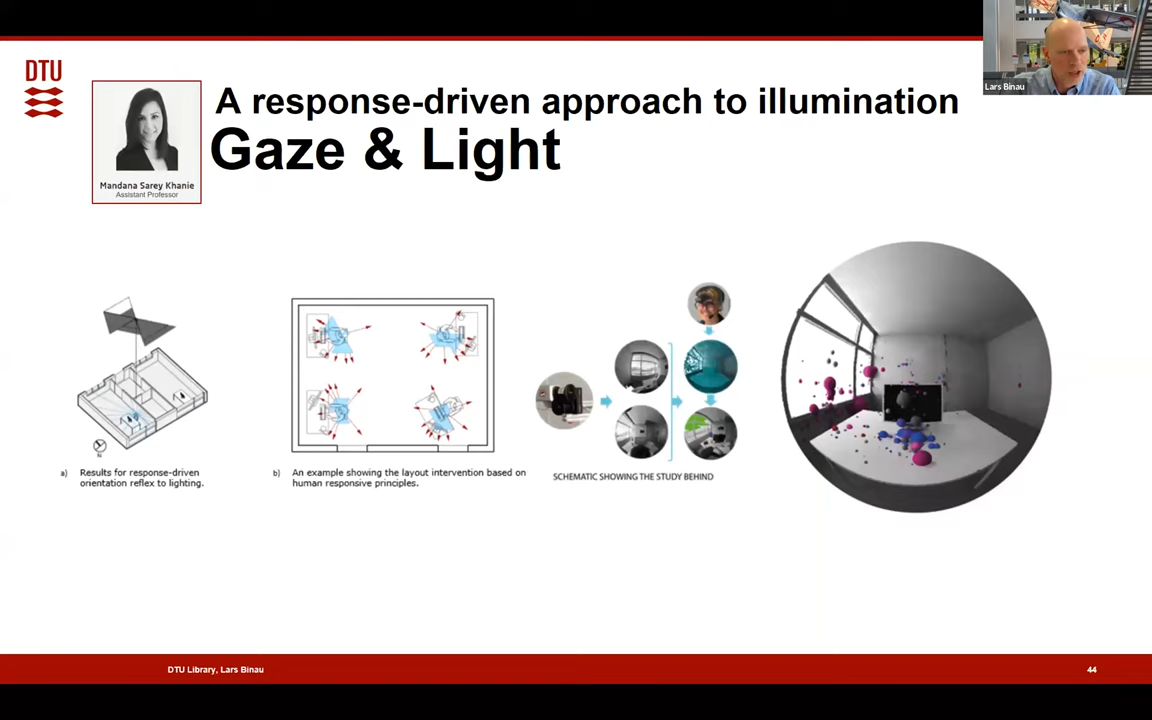 DTU
Lars Binau
A response-driven approach to illumination
Gaze & Light
Mandana Sarey Khanie
Assistant Professor
N
a) Results for response-driven
orientation reflex to lighting.
b) An example showing the layout intervention based on
human responsive principles.
SCHEMATIC SHOWING THE STUDY BEHIND
DTU Library, Lars Binau
44